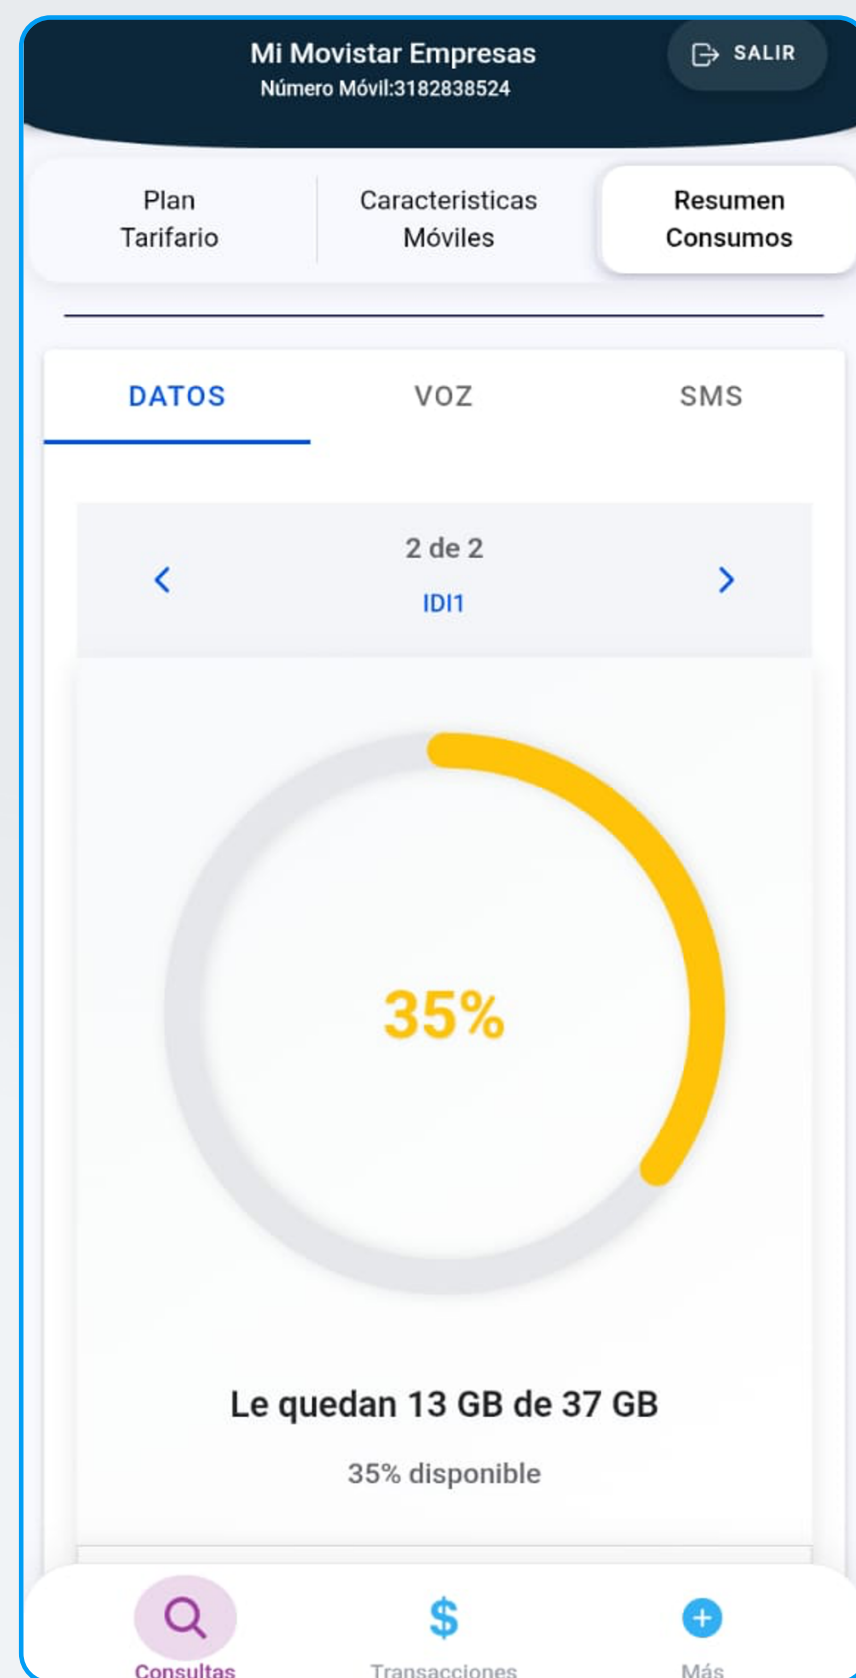 Mi Movistar Empresas
SALIR
Número Móvil:3182838524
Plan
Tarifario
Caracteristicas
Móviles
Resumen
Consumos
DATOS
VOZ
SMS
2 de 2
IDI1
35%
Le quedan 13 GB de 37 GB
35% disponible
Consultas
Transacciones
Más